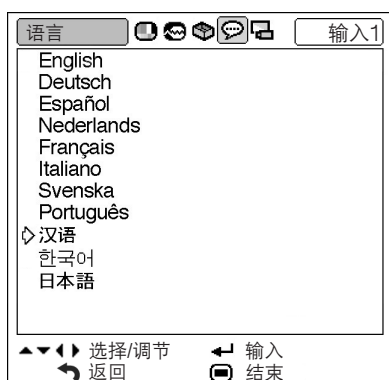 语言 输入1
English
Deutsch
Español
Nederlands
Français
Italiano
Svenska
Português
汉语
한국어
日本語
选择/调节 输入
返回 结束